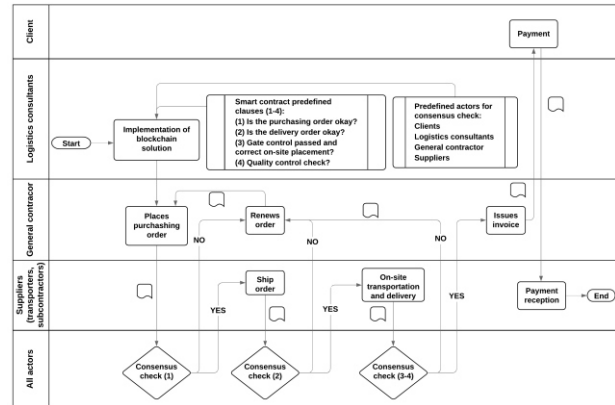 Client
Payment
Logistics consultants
Start
Implementation of
blockchain
solution
Smart contract predefined
clauses (1-4):
(1) Is the purchasing order okay?
(2) Is the delivery order okay?
(3) Gate control passed and
correct on-site placement?
(4) Quality control check?
Predefined actors for
consensus check:
Clients
Logistics consultants
General contractor
Suppliers
General contracor
Places
purchashing
order
Renews
order
Issues
invoice
NO
NO
NO
Suppliers
(transporters,
subcontractors)
Ship
order
On-site
transportation
and delivery
YES
YES
YES
Payment
reception
End
All actors
Consensus
check (1)
Consensus
check (2)
Consensus
check (3-4)